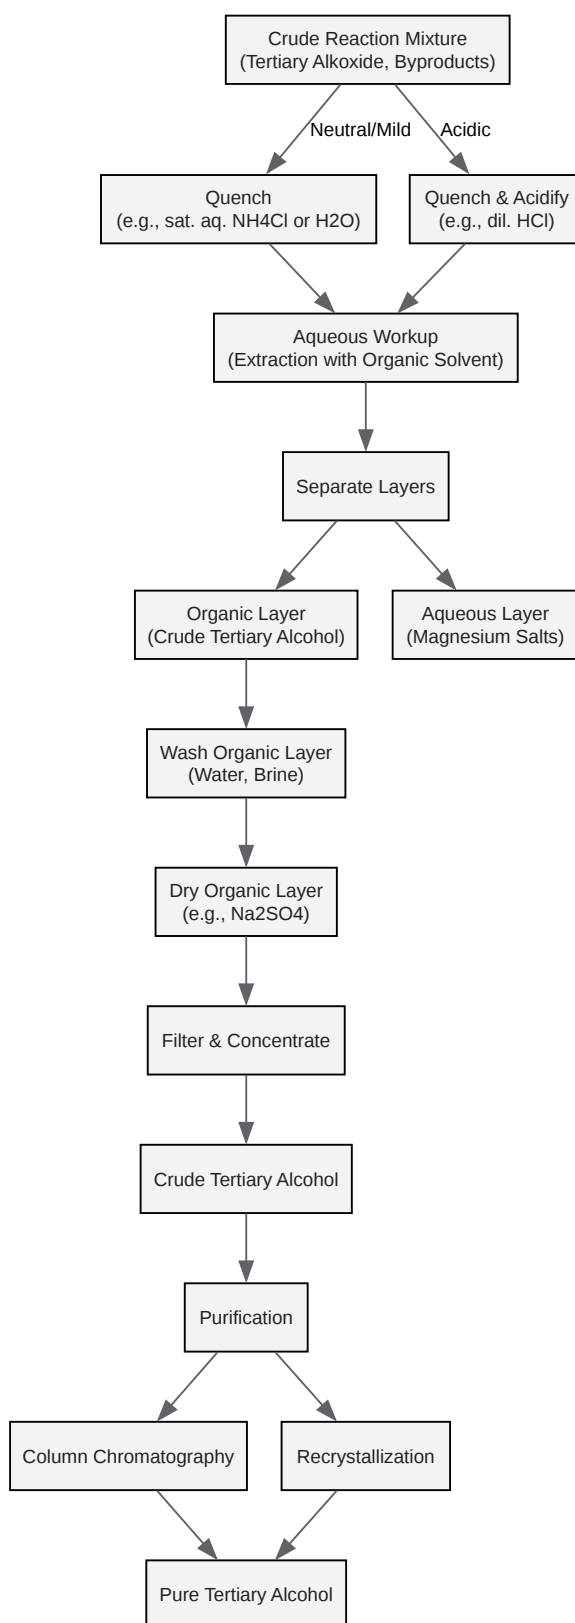 Crude Reaction Mixture
(Tertiary Alkoxide, Byproducts)
Neutral/Mild
Acidic
Quench
(e.g., sat. aq. NH4Cl or H2O)
Quench & Acidify
(e.g., dil. HCl)
Aqueous Workup
(Extraction with Organic Solvent)
Separate Layers
Organic Layer
(Crude Tertiary Alcohol)
Aqueous Layer
(Magnesium Salts)
Wash Organic Layer
(Water, Brine)
Dry Organic Layer
(e.g., Na2SO4)
Filter & Concentrate
Crude Tertiary Alcohol
Purification
Column Chromatography
Recrystallization
Pure Tertiary Alcohol